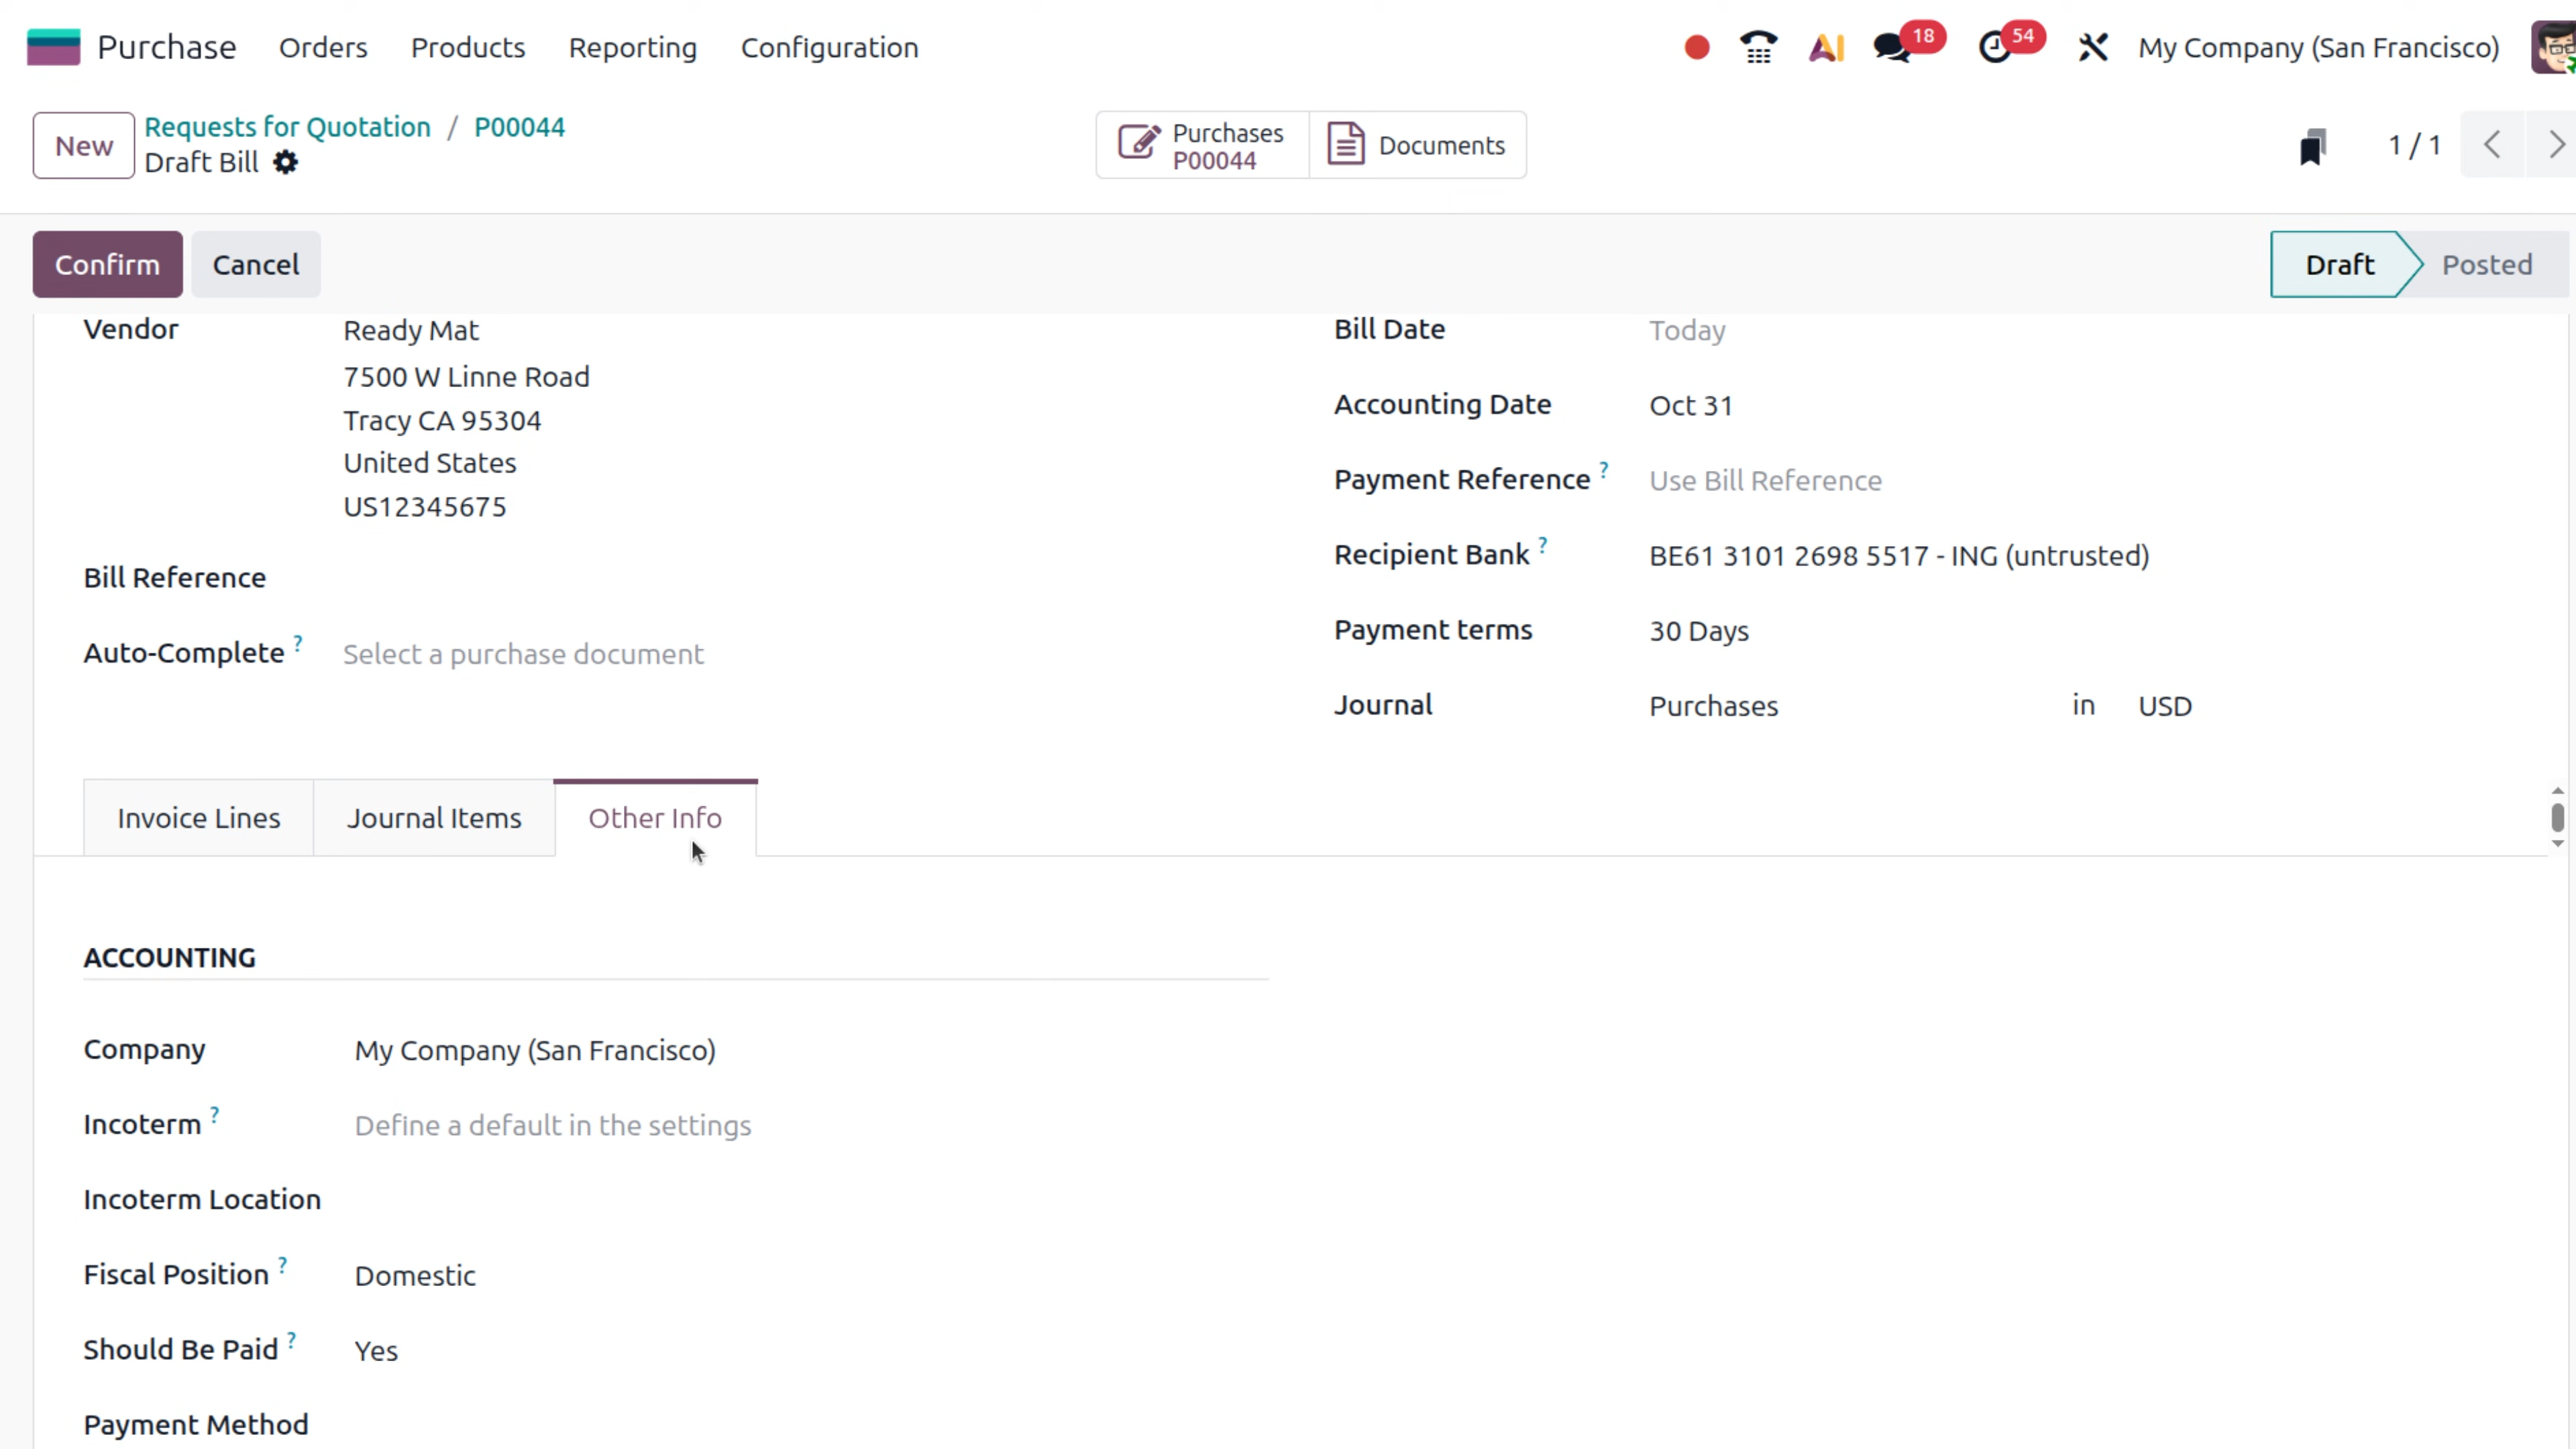 Purchase Orders Products Reporting Configuration
AI 18 54 My Company (San Francisco)
New
Requests for Quotation / P00044
Draft Bill
Purchases
P00044
Documents
1 / 1
Confirm Cancel
Draft Posted
Vendor Ready Mat
7500 W Linne Road
Tracy CA 95304
United States
US12345675
Bill Reference
Auto-Complete ? Select a purchase document
Bill Date Today
Accounting Date Oct 31
Payment Reference ? Use Bill Reference
Recipient Bank ? BE61 3101 2698 5517 - ING (untrusted)
Payment terms 30 Days
Journal Purchases in USD
Invoice Lines Journal Items Other Info
ACCOUNTING
Company My Company (San Francisco)
Incoterm ? Define a default in the settings
Incoterm Location
Fiscal Position ? Domestic
Should Be Paid ? Yes
Payment Method